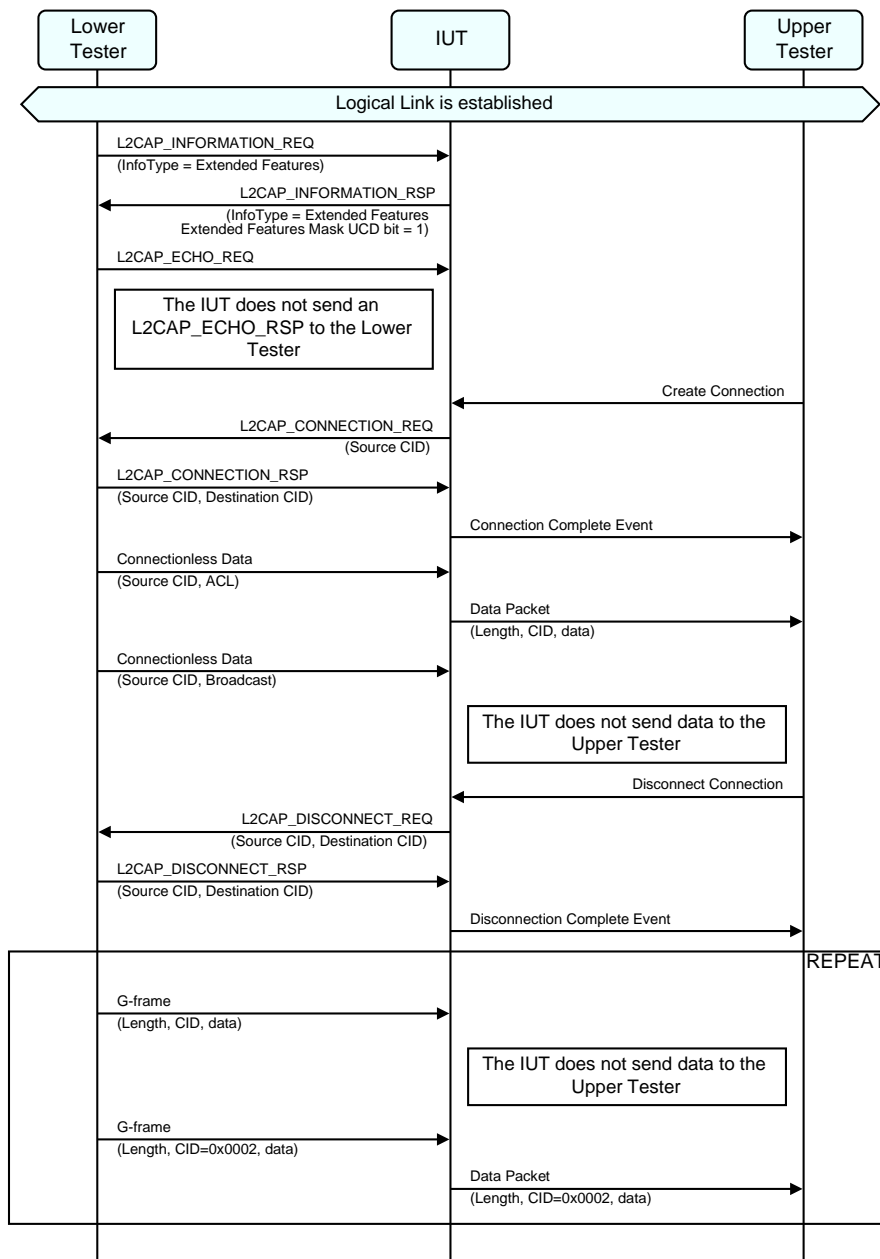 Lower
Tester
IUT
Upper
Tester
Logical Link is established
L2CAP_INFORMATION_REQ
(InfoType = Extended Features)
L2CAP_INFORMATION_RSP
(InfoType = Extended Features
Extended Features Mask UCD bit = 1)
L2CAP_ECHO_REQ
The IUT does not send an
L2CAP_ECHO_RSP to the Lower
Tester
Create Connection
L2CAP_CONNECTION_REQ
(Source CID)
L2CAP_CONNECTION_RSP
(Source CID, Destination CID)
Connection Complete Event
Connectionless Data
(Source CID, ACL)
Data Packet
(Length, CID, data)
Connectionless Data
(Source CID, Broadcast)
The IUT does not send data to the
Upper Tester
Disconnect Connection
L2CAP_DISCONNECT_REQ
(Source CID, Destination CID)
L2CAP_DISCONNECT_RSP
(Source CID, Destination CID)
Disconnection Complete Event
REPEAT
G-frame
(Length, CID, data)
The IUT does not send data to the
Upper Tester
G-frame
(Length, CID=0x0002, data)
Data Packet
(Length, CID=0x0002, data)